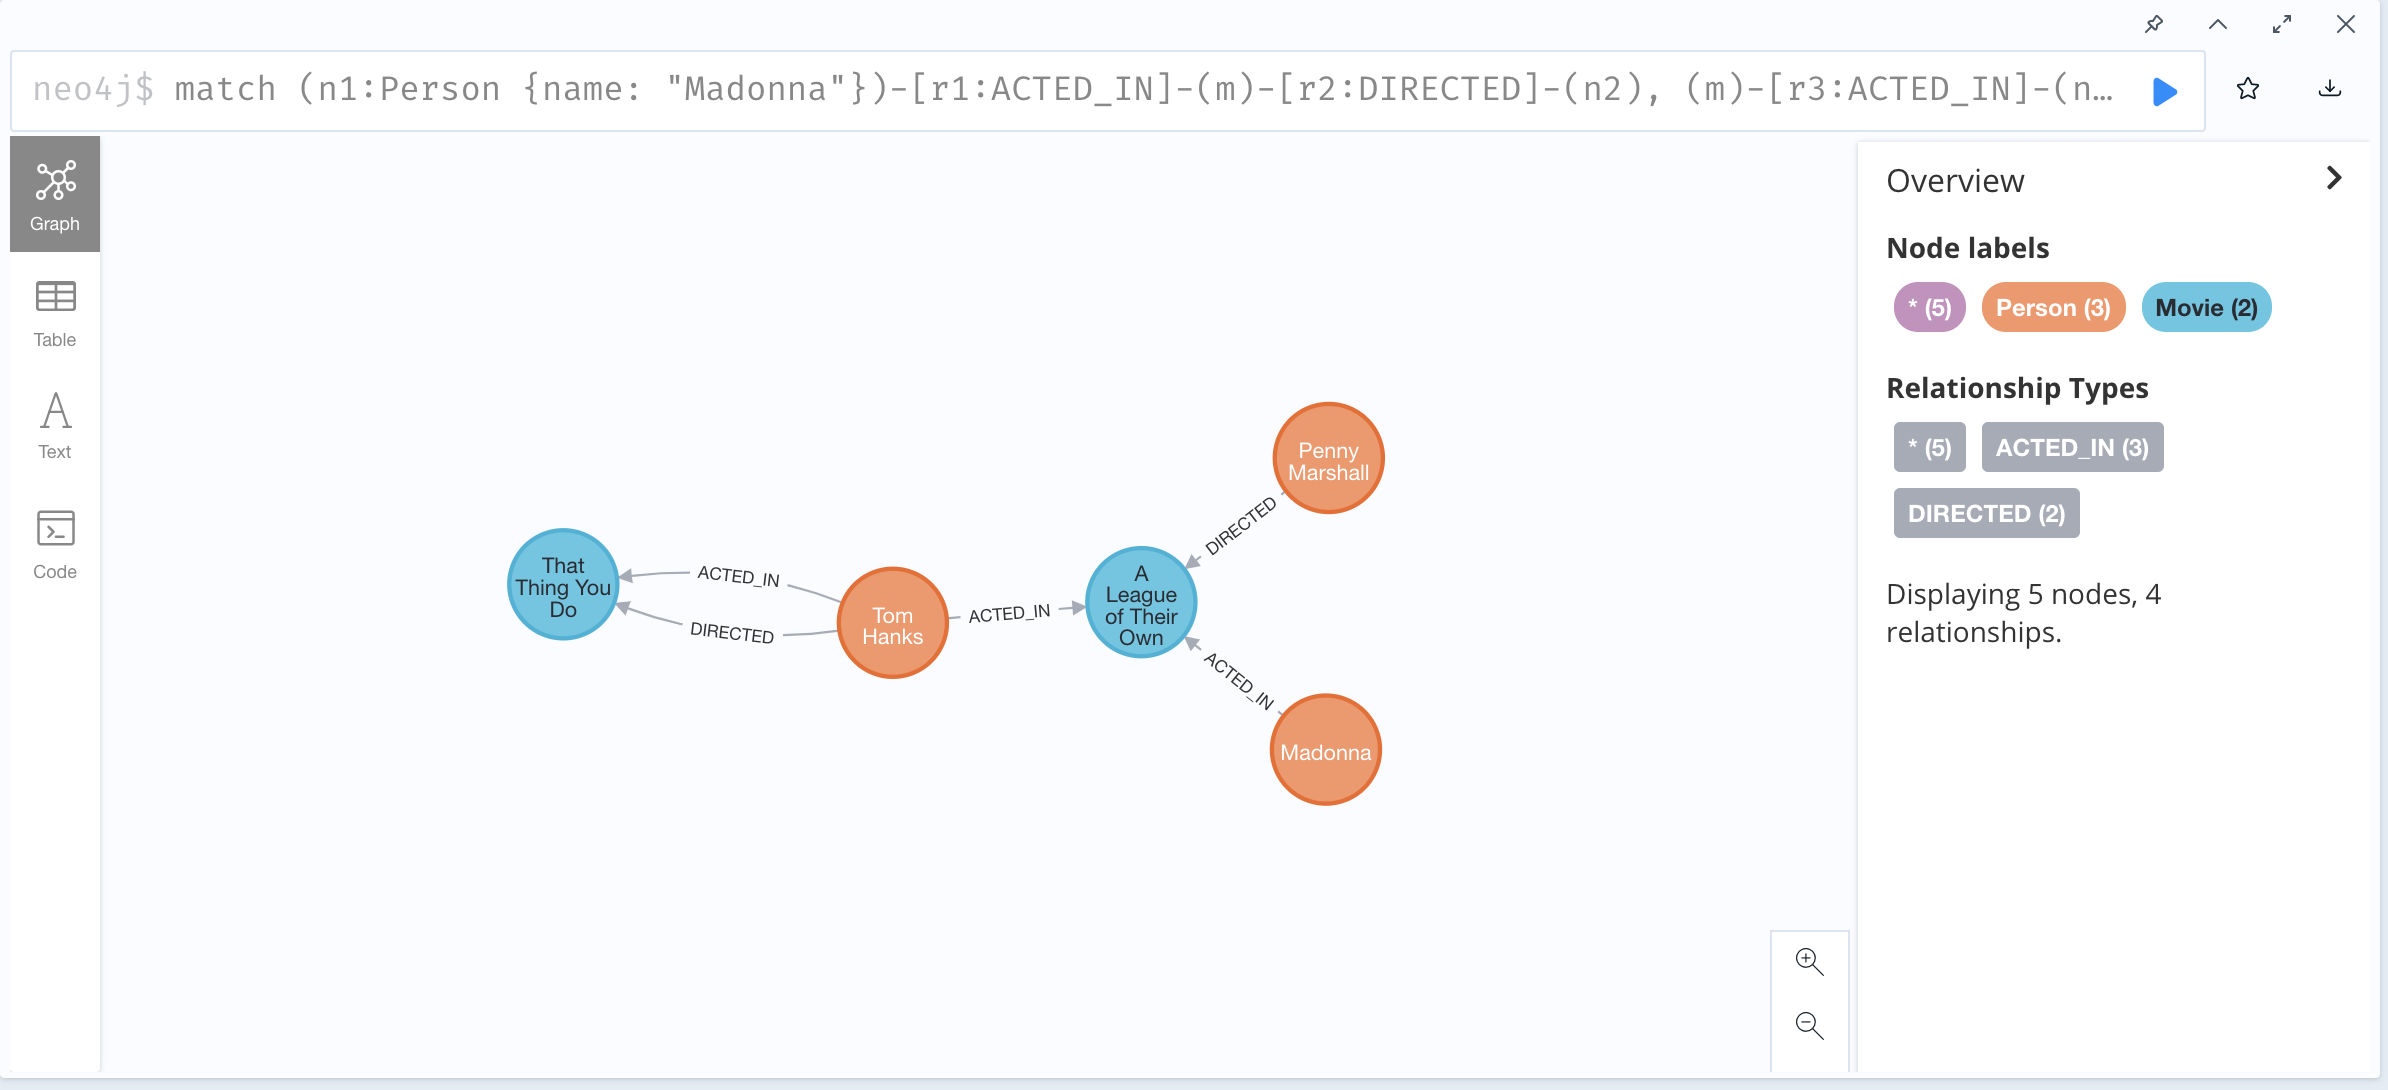 neo4j$ match (n1:Person {name: "Madonna"})-[r1:ACTED_IN]-(m)-[r2:DIRECTED]-(n2), (m)-[r3:ACTED_IN]-(n…
Graph
Table
Text
Code
That
Thing You
Do
ACTED_IN
DIRECTED
Tom
Hanks
ACTED_IN
A
League
of Their
Own
DIRECTED
Penny
Marshall
ACTED_IN
Madonna
Overview
Node labels
* (5) Person (3) Movie (2)
Relationship Types
* (5) ACTED_IN (3)
DIRECTED (2)
Displaying 5 nodes, 4
relationships.